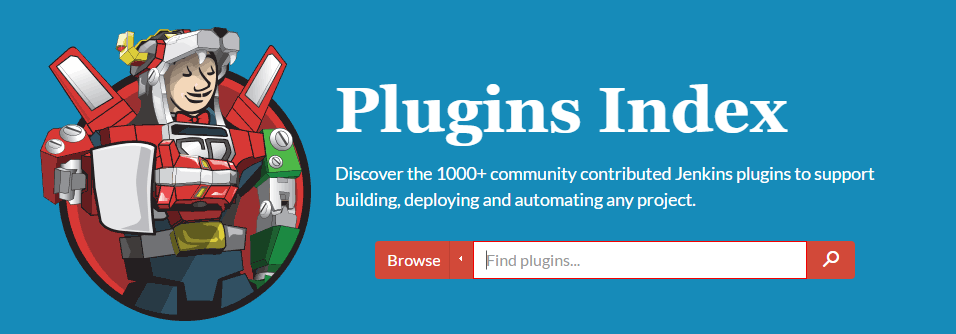 Plugins Index
Discover the 1000+ community contributed Jenkins plugins to support
building, deploying and automating any project.
Browse
Find plugins...